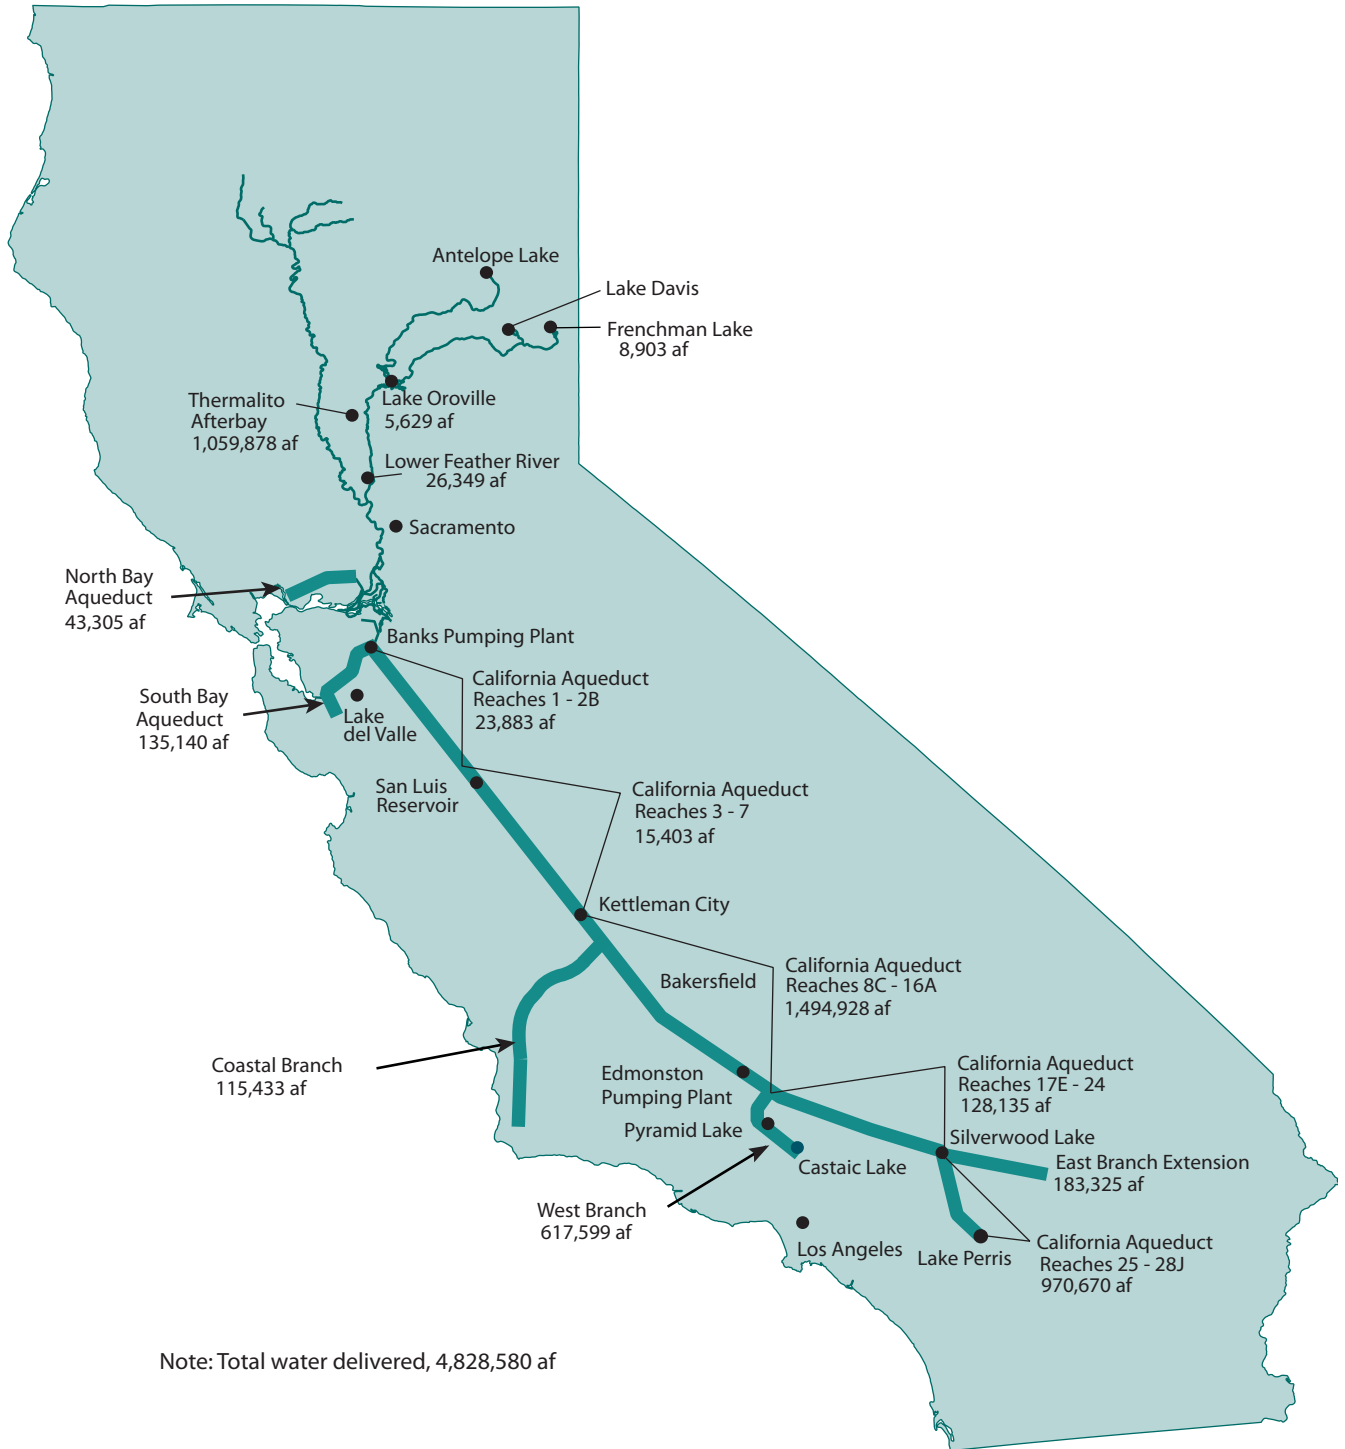 Antelope Lake
Lake Davis
Frenchman Lake
8,903 af
Lake Oroville
5,629 af
Thermalito
Afterbay
1,059,878 af
Lower Feather River
26,349 af
Sacramento
North Bay
Aqueduct
43,305 af
Banks Pumping Plant
California Aqueduct
Reaches 1 - 2B
23,883 af
South Bay
Aqueduct
135,140 af
Lake
del Valle
San Luis
Reservoir
California Aqueduct
Reaches 3 - 7
15,403 af
Kettleman City
California Aqueduct
Reaches 8C - 16A
1,494,928 af
Bakersfield
Coastal Branch
115,433 af
Edmonston
Pumping Plant
California Aqueduct
Reaches 17E - 24
128,135 af
Pyramid Lake
Silverwood Lake
Castaic Lake
East Branch Extension
183,325 af
West Branch
617,599 af
Los Angeles
Lake Perris
California Aqueduct
Reaches 25 - 28J
970,670 af
Note: Total water delivered, 4,828,580 af